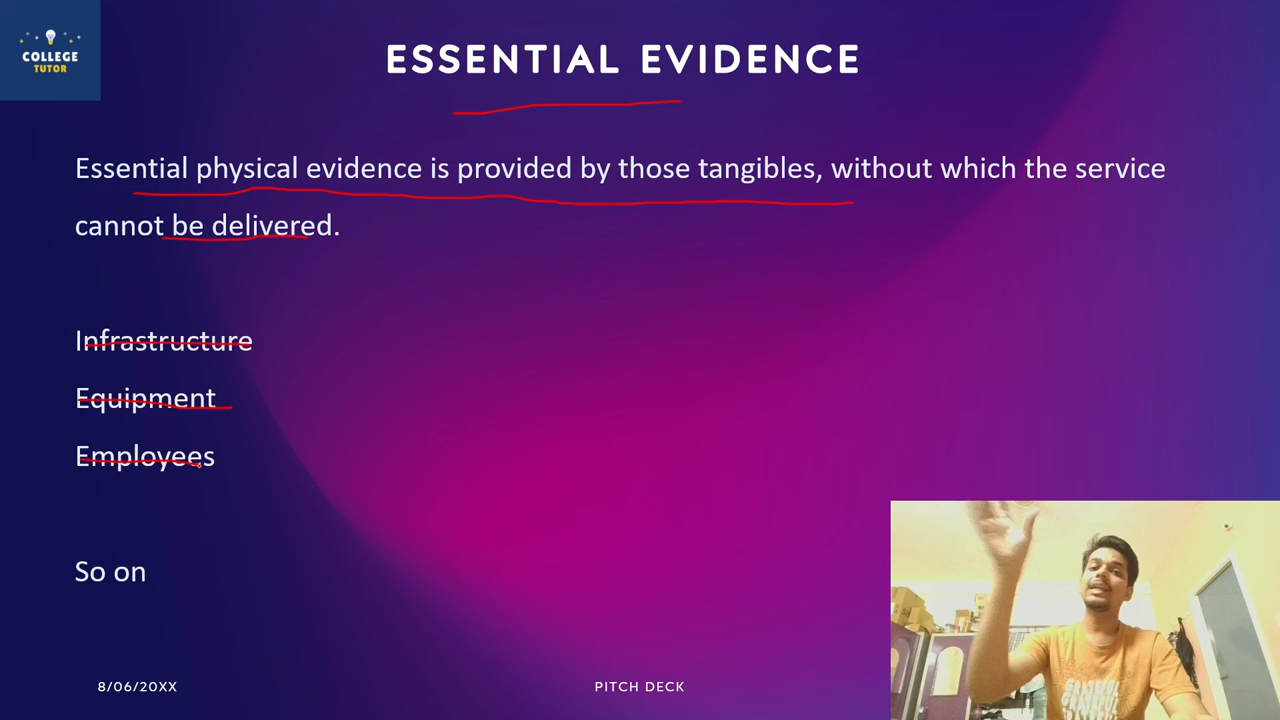 COLLEGE
TUTOR
ESSENTIAL EVIDENCE
Essential physical evidence is provided by those tangibles, without which the service
cannot be delivered.
Infrastructure
Equipment
Employees
So on
8/06/20XX
PITCH DECK